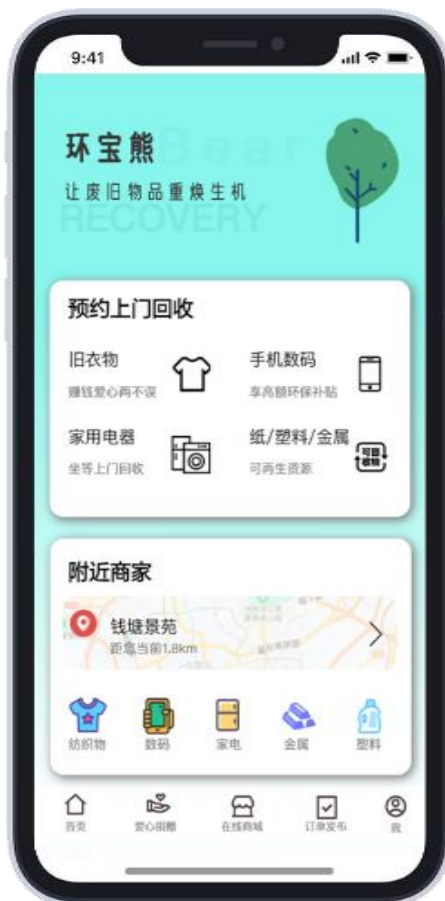 9:41
环宝熊
Bear
让废旧物品重焕生机
RECOVERY
预约上门回收
旧衣物
赚钱爱心两不误
手机数码
享高额环保补贴
家用电器
坐等上门回收
纸/塑料/金属
可再生资源
可回收物
附近商家
钱塘景苑
距您当前1.8km
纺织物
数码
家电
金属
塑料
首页
爱心捐赠
在线商城
订单发布
我